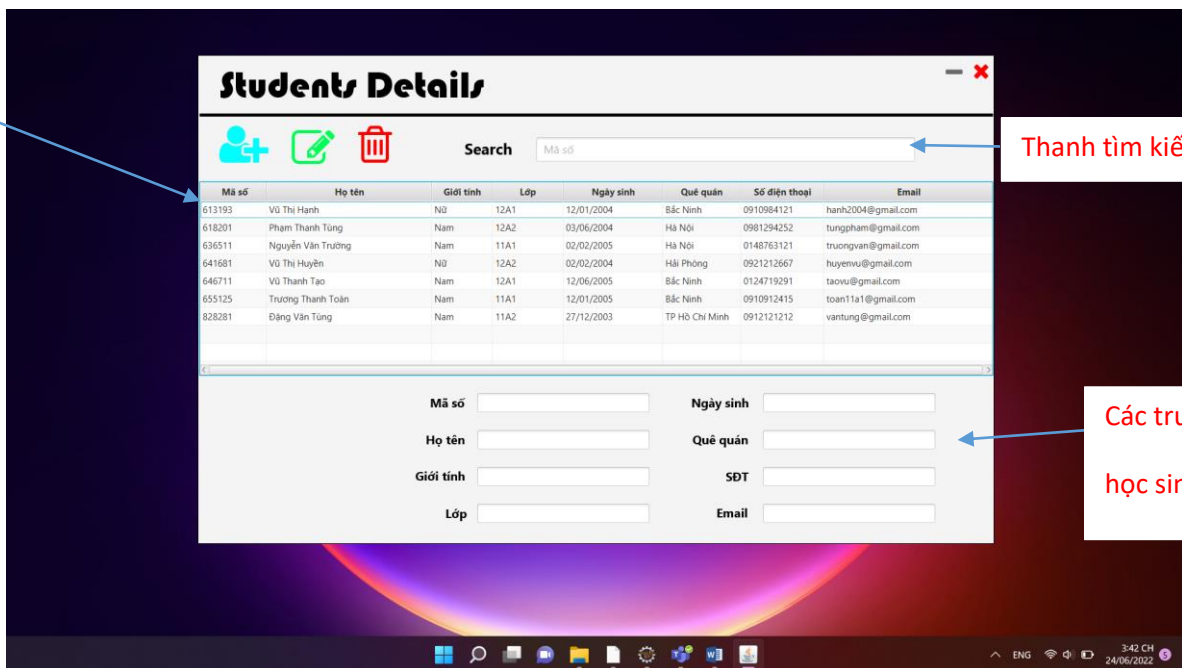 Students Details
Search Mã số
Thanh tìm kiế
Mã số Họ tên Giới tính Lớp Ngày sinh Quê quán Số điện thoại Email
613193 Vũ Thị Hạnh Nữ 12A1 12/01/2004 Bắc Ninh 0910984121 hanh2004@gmail.com
618201 Phạm Thanh Tùng Nam 12A2 03/06/2004 Hà Nội 0981294252 tungpham@gmail.com
636511 Nguyễn Văn Trường Nam 11A1 02/02/2005 Hà Nội 0148763121 truongvan@gmail.com
641681 Vũ Thị Huyền Nữ 12A2 02/02/2004 Hải Phòng 0921212667 huyenvu@gmail.com
646711 Vũ Thanh Tạo Nam 12A1 12/06/2005 Bắc Ninh 0124719291 taovu@gmail.com
655125 Trương Thanh Toàn Nam 11A1 12/01/2005 Bắc Ninh 0910912415 toan11a1@gmail.com
828281 Đặng Văn Tùng Nam 11A2 27/12/2003 TP Hồ Chí Minh 0912121212 vantung@gmail.com
Mã số Ngày sinh
Các trư
Họ tên Quê quán
Giới tính SĐT
học sin
Lớp Email
ENG 3:42 CH 5
24/06/2022